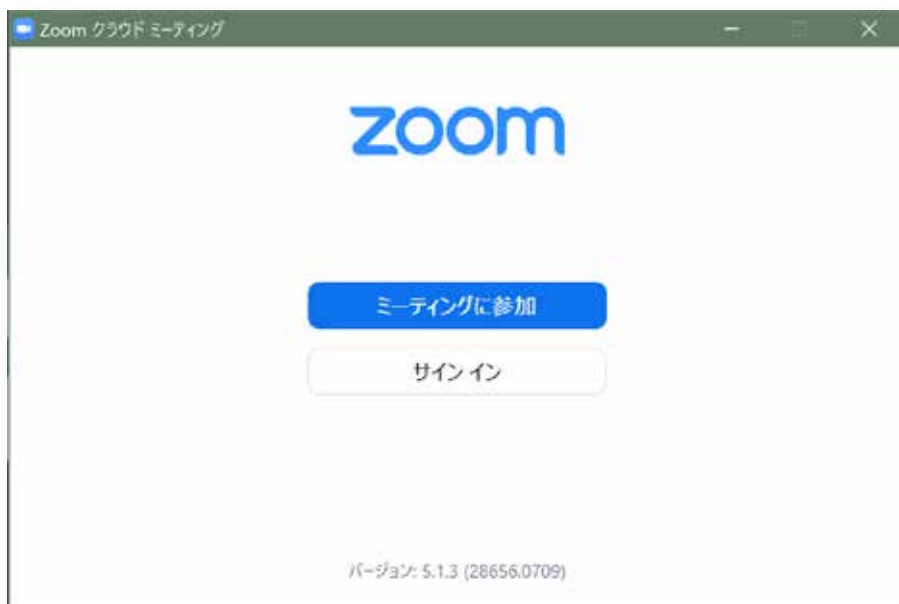 Zoom クラウド ミーティング
zoom
ミーティングに参加
サイン イン
バージョン: 5.1.3 (28656.0709)